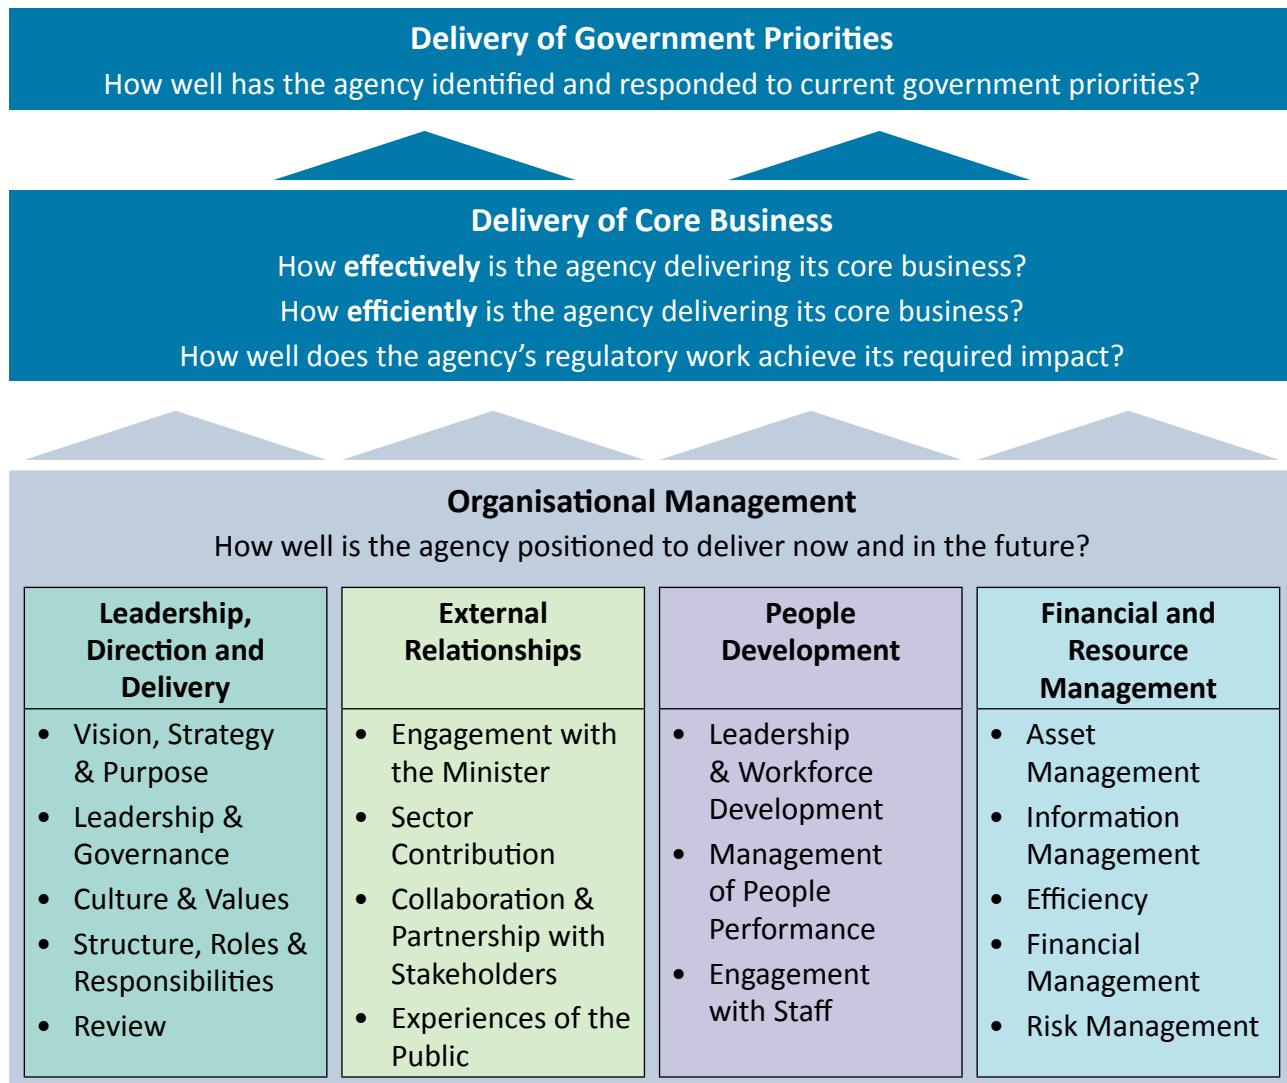 Delivery of Government Priorities
How well has the agency identified and responded to current government priorities?
Delivery of Core Business
How effectively is the agency delivering its core business?
How efficiently is the agency delivering its core business?
How well does the agency’s regulatory work achieve its required impact?
Organisational Management
How well is the agency positioned to deliver now and in the future?
Leadership,
Direction and
Delivery
• Vision, Strategy
& Purpose
• Leadership &
Governance
• Culture & Values
• Structure, Roles &
Responsibilities
• Review
External
Relationships
• Engagement with
the Minister
• Sector
Contribution
• Collaboration &
Partnership with
Stakeholders
• Experiences of the
Public
People
Development
• Leadership
& Workforce
Development
• Management
of People
Performance
• Engagement
with Staff
Financial and
Resource
Management
• Asset
Management
• Information
Management
• Efficiency
• Financial
Management
• Risk Management